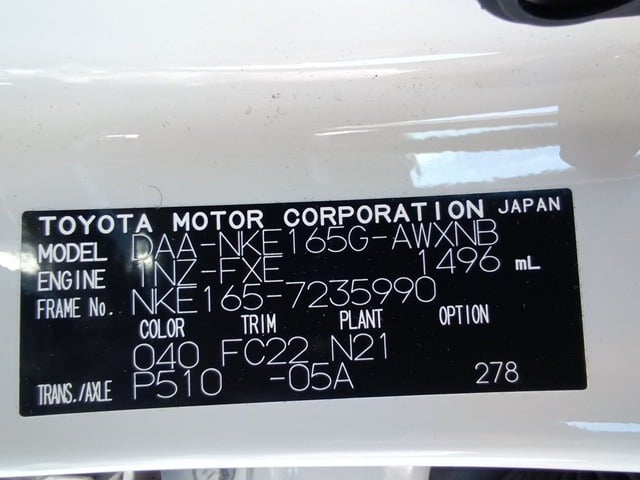 TOYOTA MOTOR CORPORATION JAPAN
MODEL DAA-NKE165G-AWXNB
ENGINE 1NZ-FXE 1496 mL
FRAME No. NKE165-7235990
COLOR TRIM PLANT OPTION
040 FC22 N21
TRANS./AXLE P510 -05A 278